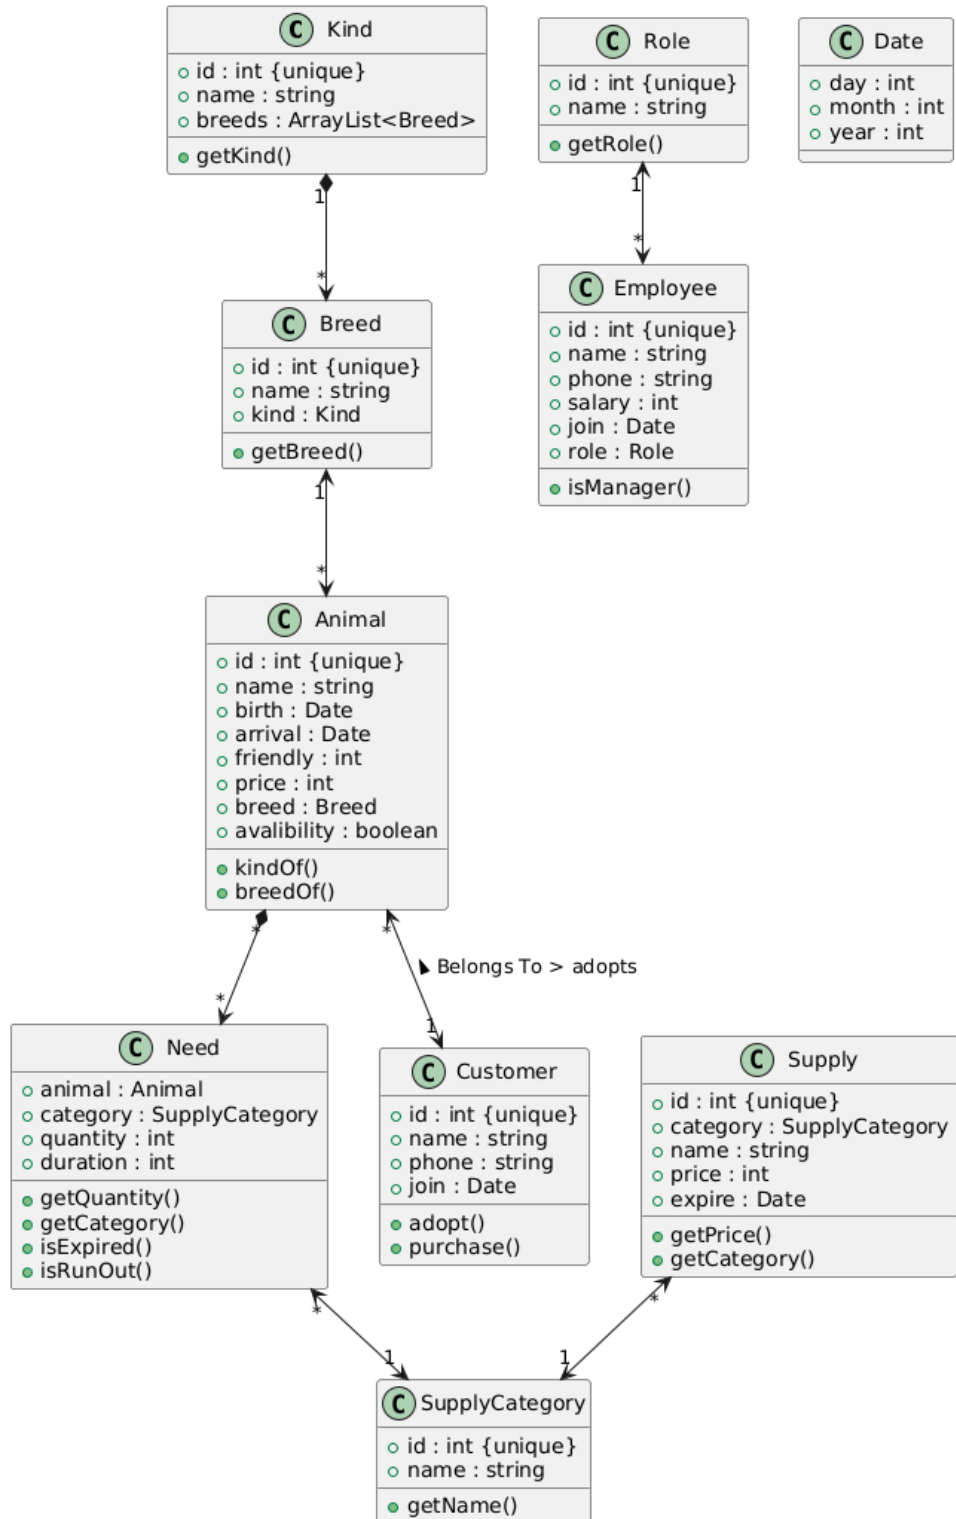 C Kind
id : int {unique}
name : string
breeds : ArrayList<Breed>
getKind()
C Role
id : int {unique}
name : string
getRole()
C Date
day : int
month : int
year : int
1
*
1
*
C Breed
id : int {unique}
name : string
kind : Kind
getBreed()
C Employee
id : int {unique}
name : string
phone : string
salary : int
join : Date
role : Role
isManager()
1
*
C Animal
id : int {unique}
name : string
birth : Date
arrival : Date
friendly : int
price : int
breed : Breed
avalibility : boolean
kindOf()
breedOf()
*
*
*
Belongs To > adopts
1
C Need
animal : Animal
category : SupplyCategory
quantity : int
duration : int
getQuantity()
getCategory()
isExpired()
isRunOut()
C Customer
id : int {unique}
name : string
phone : string
join : Date
adopt()
purchase()
C Supply
id : int {unique}
category : SupplyCategory
name : string
price : int
expire : Date
getPrice()
getCategory()
*
1
*
1
C SupplyCategory
id : int {unique}
name : string
getName()